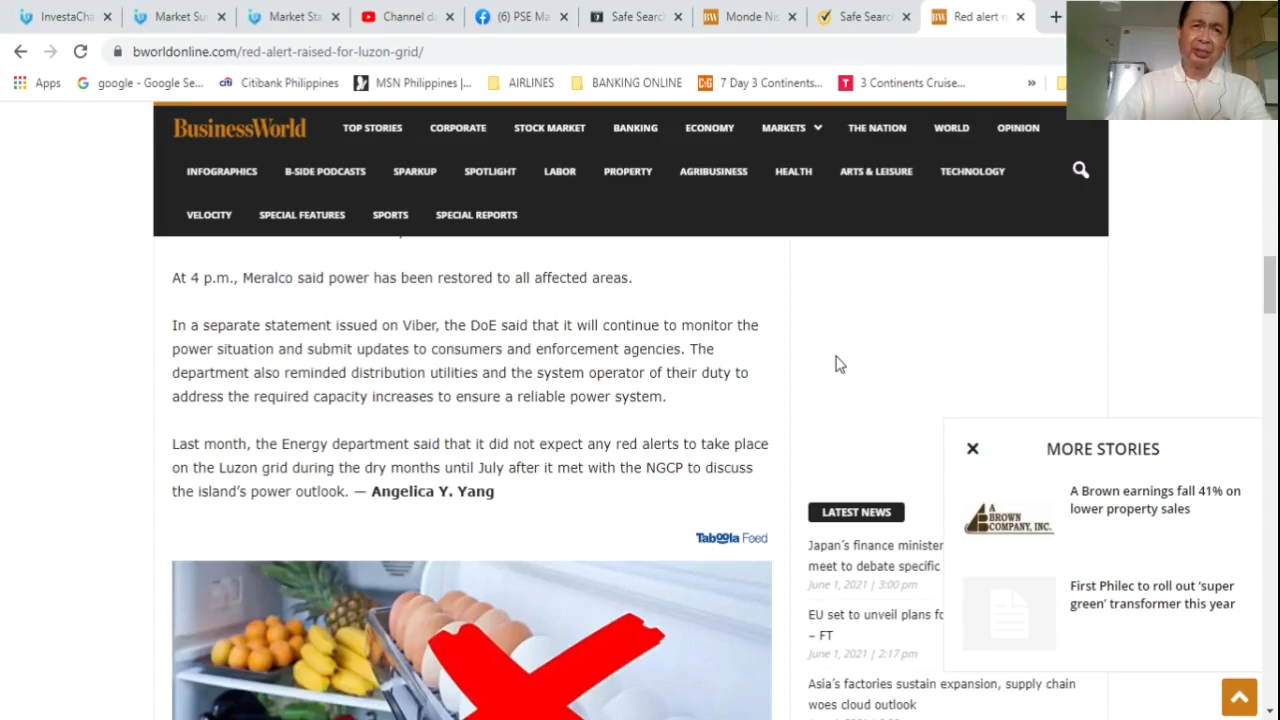 InvestaCha
Market Sur
Market Sta
Channel da
(6) PSE Ma
Safe Searc
Monde Nis
Safe Searc
Red alert r
bworldonline.com/red-alert-raised-for-luzon-grid/
Apps
google - Google Se...
Citibank Philippines
MSN Philippines |...
AIRLINES
BANKING ONLINE
7 Day 3 Continents...
3 Continents Cruise...
»
BusinessWorld
TOP STORIES
CORPORATE
STOCK MARKET
BANKING
ECONOMY
MARKETS
THE NATION
WORLD
OPINION
INFOGRAPHICS
B-SIDE PODCASTS
SPARKUP
SPOTLIGHT
LABOR
PROPERTY
AGRIBUSINESS
HEALTH
ARTS & LEISURE
TECHNOLOGY
VELOCITY
SPECIAL FEATURES
SPORTS
SPECIAL REPORTS
At 4 p.m., Meralco said power has been restored to all affected areas.
In a separate statement issued on Viber, the DoE said that it will continue to monitor the
power situation and submit updates to consumers and enforcement agencies. The
department also reminded distribution utilities and the system operator of their duty to
address the required capacity increases to ensure a reliable power system.
Last month, the Energy department said that it did not expect any red alerts to take place
on the Luzon grid during the dry months until July after it met with the NGCP to discuss
the island's power outlook. — Angelica Y. Yang
Taboola Feed
LATEST NEWS
Japan's finance minister
meet to debate specific
June 1, 2021 | 3:00 pm
EU set to unveil plans fo
– FT
June 1, 2021 | 2:17 pm
Asia's factories sustain expansion, supply chain
woes cloud outlook
MORE STORIES
A BROWN COMPANY, INC.
A Brown earnings fall 41% on
lower property sales
First Philec to roll out 'super
green' transformer this year